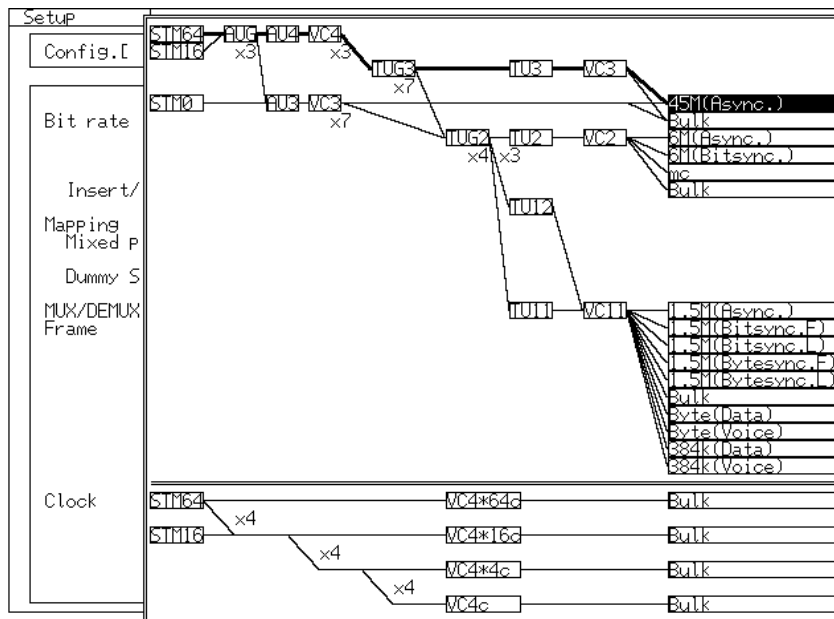 Setup
Config.[
Bit rate
Insert/
Mapping
Mixed p
Dummy S
MUX/DEMUX
Frame
Clock
STM64 AUG AU4 VC4
STM16 x3 x3
TUG3 TU3 VC3
x7
STM0 AU3 VC3 45M(Async.)
x7 Bulk
TUG2 TU2 VC2 6M(Async.)
x4 x3 6M(Bitsync.)
mc
Bulk
TU12
TU11 VC11 1.5M(Async.)
1.5M(Bitsync.F)
1.5M(Bitsync.L)
1.5M(Bytesync.F)
1.5M(Bytesync.L)
Bulk
Byte(Data)
Byte(Voice)
384k(Data)
384k(Voice)
STM64 VC4*64c Bulk
x4
STM16 VC4*16c Bulk
x4
VC4*4c Bulk
x4
VC4c Bulk